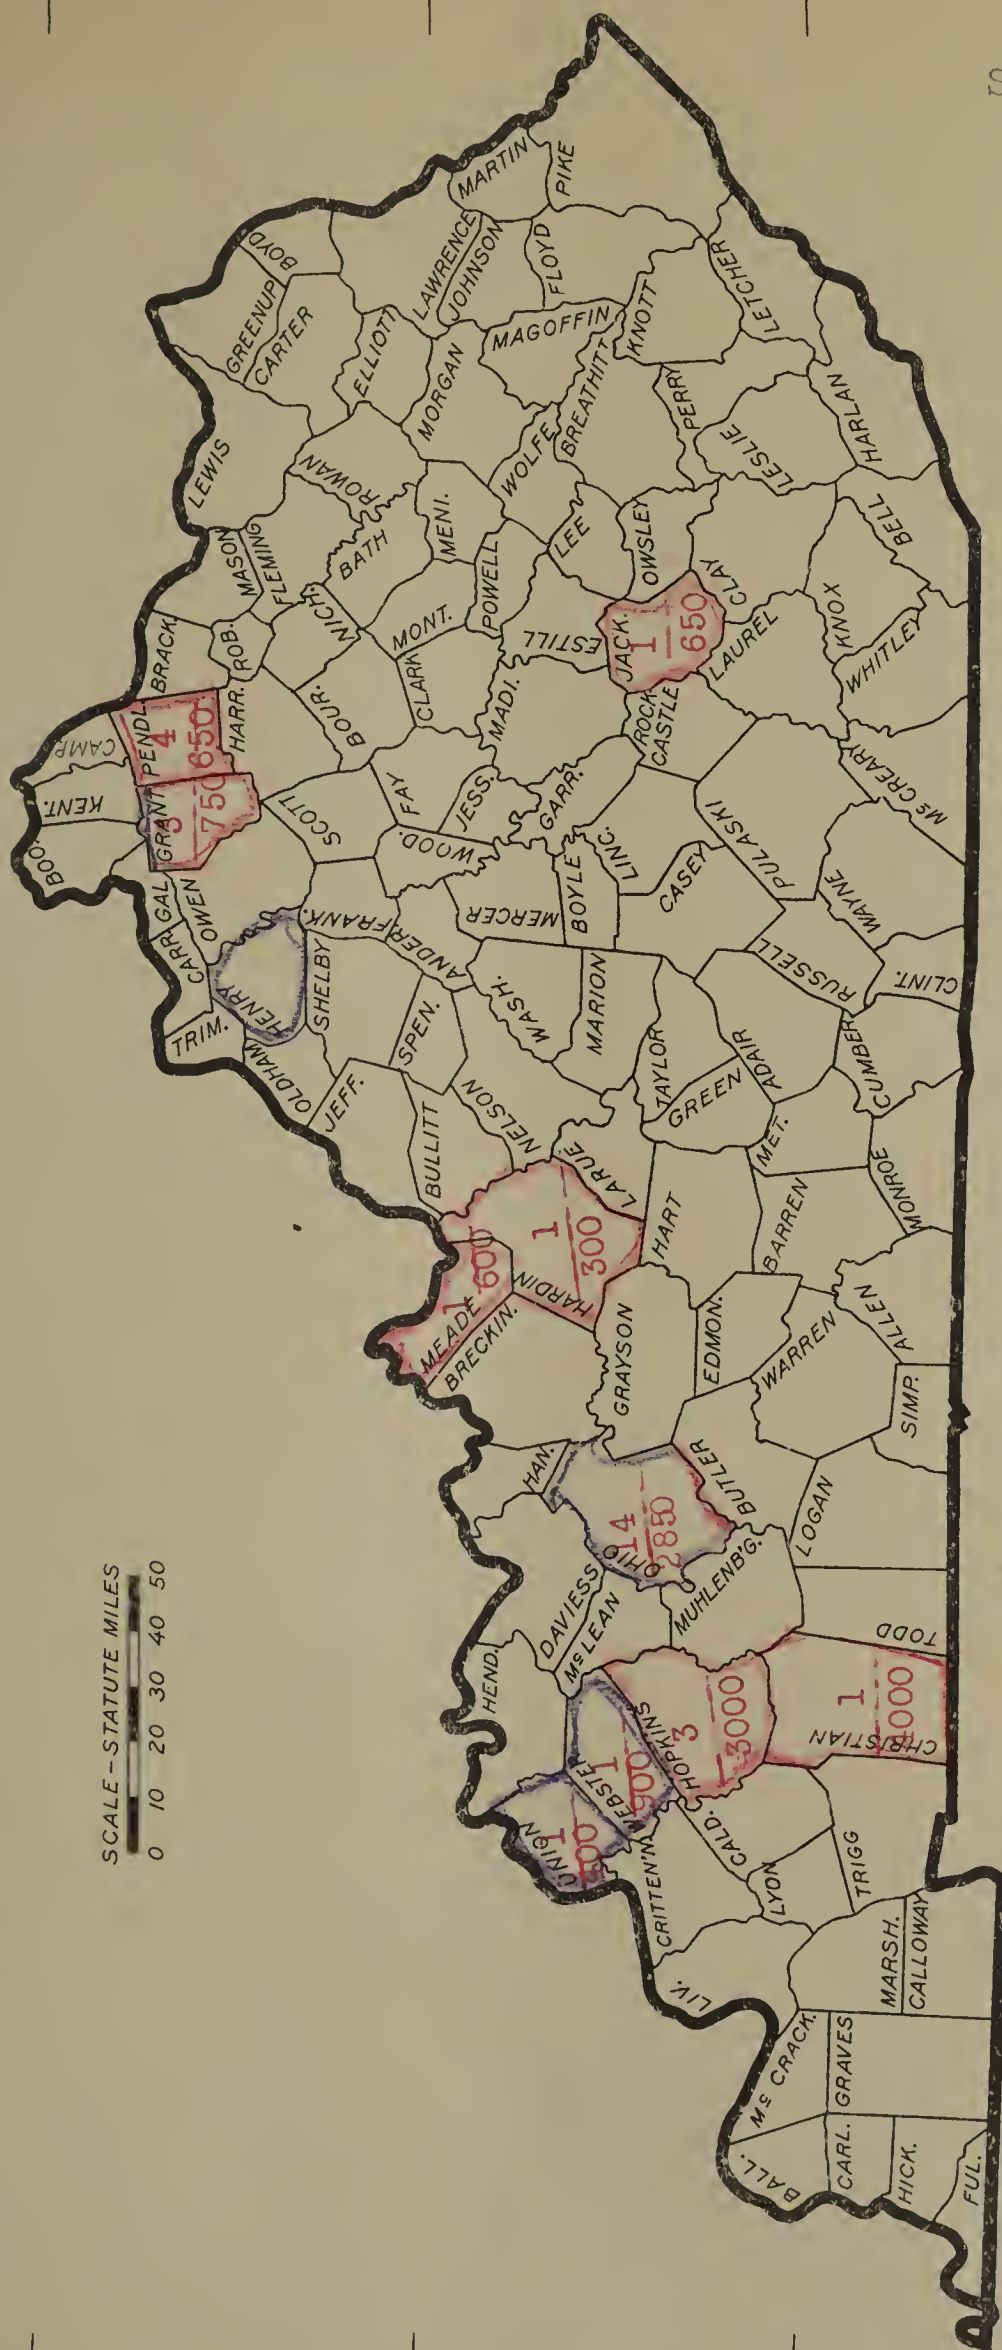 SCALE-STATUTE MILES
0 10 20 30 40 50
BOO.
KENT.
CAMP.
GAL
GRANT
3
750
PENDL.
4
650
BRACK.
MASON
LEWIS
GREENUP
BOYD
CARTER
TRIM.
CARR.
OWEN
HARR.
ROB.
FLEMING
NICH.
ROWAN
ELLIOTT
LAWRENCE
MARTIN
HENRY
OLDHAM
SHELBY
FRANK.
SCOTT
BOUR.
BATH
MENI.
MORGAN
JOHNSON
JEFF.
SPEN.
ANDER.
WOOD.
FAY
CLARK
MONT.
POWELL
WOLFE
MAGOFFIN
FLOYD
PIKE
BULLITT
NELSON
WASH.
MERCER
JESS.
MADI.
ESTILL
LEE
BREATHITT
KNOTT
MEADE
1
600
HARDIN
1
300
LARUE
MARION
BOYLE
GARR.
LINC.
ROCK
CASTLE
JACK.
1
650
OWSLEY
PERRY
LETCHER
BRECKIN.
HAN.
GRAYSON
HART
TAYLOR
GREEN
CASEY
PULASKI
LAUREL
CLAY
LESLIE
HARLAN
HEND.
DAVIESS
McLEAN
OHIO
14
285O
BUTLER
EDMON.
WARREN
BARREN
MET.
ADAIR
RUSSELL
WAYNE
McCREARY
WHITLEY
KNOX
BELL
UNION
1
WEBSTER
1
900
HOPKINS
3
3000
MUHLENB'G.
LOGAN
SIMP.
ALLEN
MONROE
CUMBER.
CLINT.
CRITTEN'N
CALD.
CHRISTIAN
1
TODD
LIV.
LYON
TRIGG
McCRACK.
MARSH.
CALLOWAY
BALL.
CARL.
GRAVES
HICK.
FUL.
5